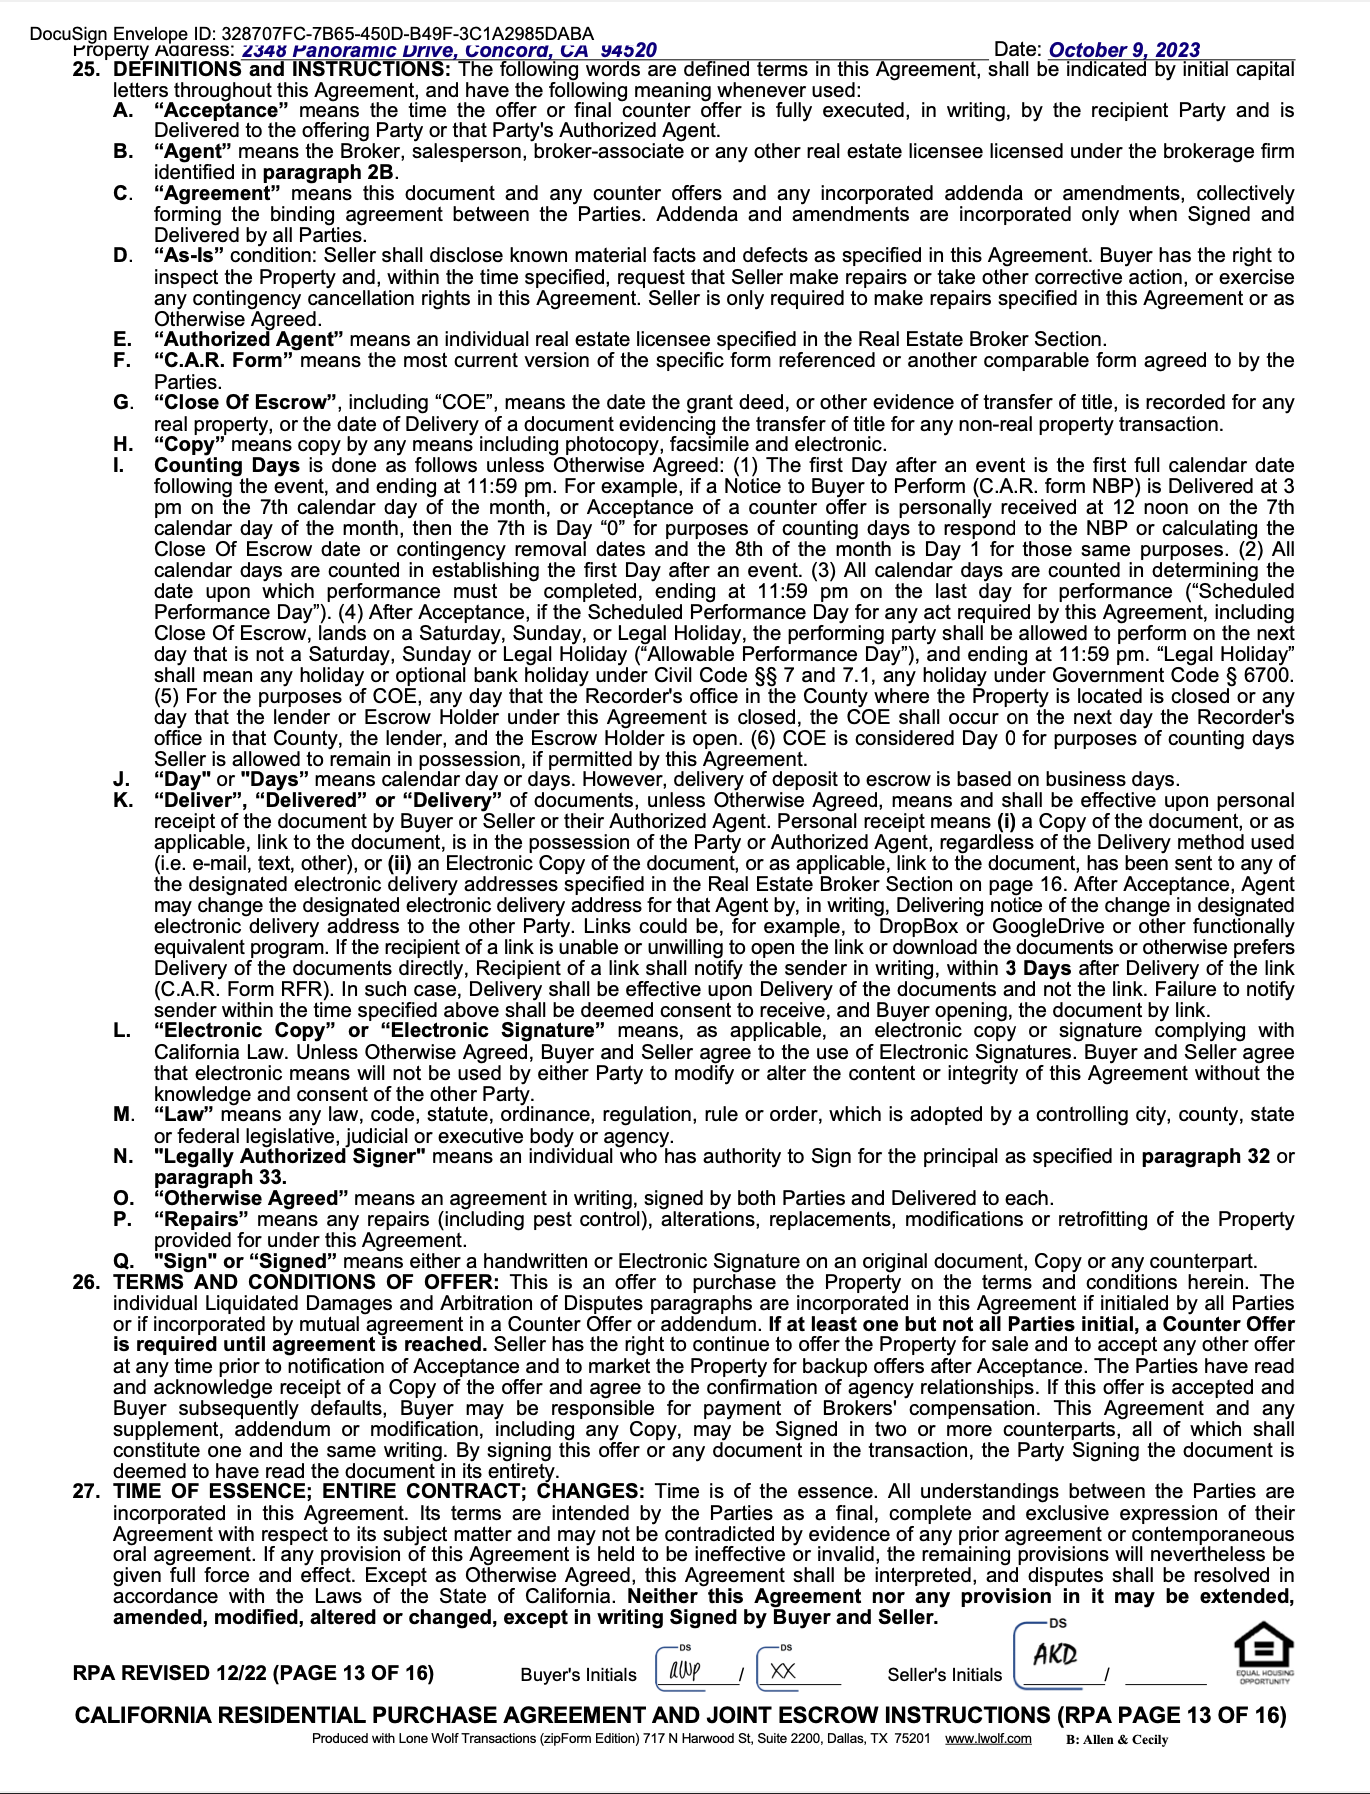 DocuSign Envelope ID: 328707FC-7B65-450D-B49F-3C1A2985DABA
Property Address: 2348 Panoramic Drive, Concord, CA 94520 Date: October 9, 2023
25. DEFINITIONS and INSTRUCTIONS: The following words are defined terms in this Agreement, shall be indicated by initial capital
letters throughout this Agreement, and have the following meaning whenever used:
A. “Acceptance” means the time the offer or final counter offer is fully executed, in writing, by the recipient Party and is
Delivered to the offering Party or that Party's Authorized Agent.
B. “Agent” means the Broker, salesperson, broker-associate or any other real estate licensee licensed under the brokerage firm
identified in paragraph 2B.
C. “Agreement” means this document and any counter offers and any incorporated addenda or amendments, collectively
forming the binding agreement between the Parties. Addenda and amendments are incorporated only when Signed and
Delivered by all Parties.
D. “As-Is” condition: Seller shall disclose known material facts and defects as specified in this Agreement. Buyer has the right to
inspect the Property and, within the time specified, request that Seller make repairs or take other corrective action, or exercise
any contingency cancellation rights in this Agreement. Seller is only required to make repairs specified in this Agreement or as
Otherwise Agreed.
E. “Authorized Agent” means an individual real estate licensee specified in the Real Estate Broker Section.
F. “C.A.R. Form” means the most current version of the specific form referenced or another comparable form agreed to by the
Parties.
G. “Close Of Escrow”, including “COE”, means the date the grant deed, or other evidence of transfer of title, is recorded for any
real property, or the date of Delivery of a document evidencing the transfer of title for any non-real property transaction.
H. “Copy” means copy by any means including photocopy, facsimile and electronic.
I. Counting Days is done as follows unless Otherwise Agreed: (1) The first Day after an event is the first full calendar date
following the event, and ending at 11:59 pm. For example, if a Notice to Buyer to Perform (C.A.R. form NBP) is Delivered at 3
pm on the 7th calendar day of the month, or Acceptance of a counter offer is personally received at 12 noon on the 7th
calendar day of the month, then the 7th is Day “0” for purposes of counting days to respond to the NBP or calculating the
Close Of Escrow date or contingency removal dates and the 8th of the month is Day 1 for those same purposes. (2) All
calendar days are counted in establishing the first Day after an event. (3) All calendar days are counted in determining the
date upon which performance must be completed, ending at 11:59 pm on the last day for performance (“Scheduled
Performance Day”). (4) After Acceptance, if the Scheduled Performance Day for any act required by this Agreement, including
Close Of Escrow, lands on a Saturday, Sunday, or Legal Holiday, the performing party shall be allowed to perform on the next
day that is not a Saturday, Sunday or Legal Holiday (“Allowable Performance Day”), and ending at 11:59 pm. “Legal Holiday”
shall mean any holiday or optional bank holiday under Civil Code §§ 7 and 7.1, any holiday under Government Code § 6700.
(5) For the purposes of COE, any day that the Recorder's office in the County where the Property is located is closed or any
day that the lender or Escrow Holder under this Agreement is closed, the COE shall occur on the next day the Recorder's
office in that County, the lender, and the Escrow Holder is open. (6) COE is considered Day 0 for purposes of counting days
Seller is allowed to remain in possession, if permitted by this Agreement.
J. “Day" or "Days” means calendar day or days. However, delivery of deposit to escrow is based on business days.
K. “Deliver”, “Delivered” or “Delivery” of documents, unless Otherwise Agreed, means and shall be effective upon personal
receipt of the document by Buyer or Seller or their Authorized Agent. Personal receipt means (i) a Copy of the document, or as
applicable, link to the document, is in the possession of the Party or Authorized Agent, regardless of the Delivery method used
(i.e. e-mail, text, other), or (ii) an Electronic Copy of the document, or as applicable, link to the document, has been sent to any of
the designated electronic delivery addresses specified in the Real Estate Broker Section on page 16. After Acceptance, Agent
may change the designated electronic delivery address for that Agent by, in writing, Delivering notice of the change in designated
electronic delivery address to the other Party. Links could be, for example, to DropBox or GoogleDrive or other functionally
equivalent program. If the recipient of a link is unable or unwilling to open the link or download the documents or otherwise prefers
Delivery of the documents directly, Recipient of a link shall notify the sender in writing, within 3 Days after Delivery of the link
(C.A.R. Form RFR). In such case, Delivery shall be effective upon Delivery of the documents and not the link. Failure to notify
sender within the time specified above shall be deemed consent to receive, and Buyer opening, the document by link.
L. “Electronic Copy” or “Electronic Signature” means, as applicable, an electronic copy or signature complying with
California Law. Unless Otherwise Agreed, Buyer and Seller agree to the use of Electronic Signatures. Buyer and Seller agree
that electronic means will not be used by either Party to modify or alter the content or integrity of this Agreement without the
knowledge and consent of the other Party.
M. “Law” means any law, code, statute, ordinance, regulation, rule or order, which is adopted by a controlling city, county, state
or federal legislative, judicial or executive body or agency.
N. "Legally Authorized Signer" means an individual who has authority to Sign for the principal as specified in paragraph 32 or
paragraph 33.
O. “Otherwise Agreed” means an agreement in writing, signed by both Parties and Delivered to each.
P. “Repairs” means any repairs (including pest control), alterations, replacements, modifications or retrofitting of the Property
provided for under this Agreement.
Q. "Sign" or “Signed” means either a handwritten or Electronic Signature on an original document, Copy or any counterpart.
26. TERMS AND CONDITIONS OF OFFER: This is an offer to purchase the Property on the terms and conditions herein. The
individual Liquidated Damages and Arbitration of Disputes paragraphs are incorporated in this Agreement if initialed by all Parties
or if incorporated by mutual agreement in a Counter Offer or addendum. If at least one but not all Parties initial, a Counter Offer
is required until agreement is reached. Seller has the right to continue to offer the Property for sale and to accept any other offer
at any time prior to notification of Acceptance and to market the Property for backup offers after Acceptance. The Parties have read
and acknowledge receipt of a Copy of the offer and agree to the confirmation of agency relationships. If this offer is accepted and
Buyer subsequently defaults, Buyer may be responsible for payment of Brokers' compensation. This Agreement and any
supplement, addendum or modification, including any Copy, may be Signed in two or more counterparts, all of which shall
constitute one and the same writing. By signing this offer or any document in the transaction, the Party Signing the document is
deemed to have read the document in its entirety.
27. TIME OF ESSENCE; ENTIRE CONTRACT; CHANGES: Time is of the essence. All understandings between the Parties are
incorporated in this Agreement. Its terms are intended by the Parties as a final, complete and exclusive expression of their
Agreement with respect to its subject matter and may not be contradicted by evidence of any prior agreement or contemporaneous
oral agreement. If any provision of this Agreement is held to be ineffective or invalid, the remaining provisions will nevertheless be
given full force and effect. Except as Otherwise Agreed, this Agreement shall be interpreted, and disputes shall be resolved in
accordance with the Laws of the State of California. Neither this Agreement nor any provision in it may be extended,
amended, modified, altered or changed, except in writing Signed by Buyer and Seller.
DS DS DS
RPA REVISED 12/22 (PAGE 13 OF 16) Buyer's Initials / XX Seller's Initials AKD /
EQUAL HOUSING
OPPORTUNITY
CALIFORNIA RESIDENTIAL PURCHASE AGREEMENT AND JOINT ESCROW INSTRUCTIONS (RPA PAGE 13 OF 16)
Produced with Lone Wolf Transactions (zipForm Edition) 717 N Harwood St, Suite 2200, Dallas, TX 75201 www.lwolf.com B: Allen & Cecily